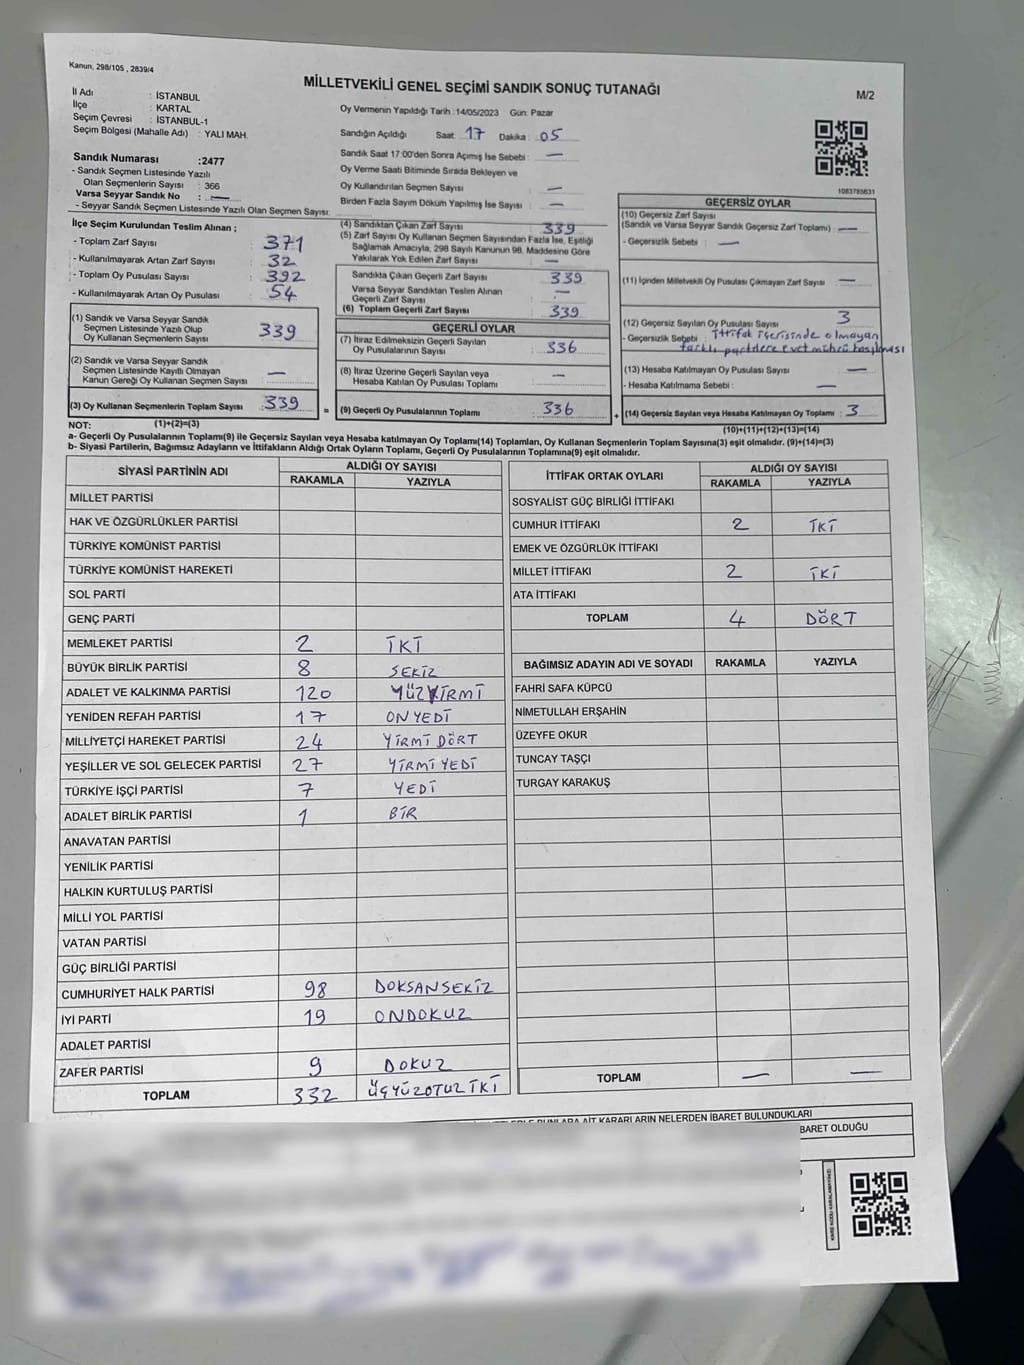 Kanun, 298/105 , 2839/4
MİLLETVEKİLİ GENEL SEÇİMİ SANDIK SONUÇ TUTANAĞI
M/2
İl Adı : İSTANBUL
İlçe : KARTAL
Seçim Çevresi : İSTANBUL-1
Seçim Bölgesi (Mahalle Adı) : YALI MAH.
Sandık Numarası :2477
- Sandık Seçmen Listesinde Yazılı
Olan Seçmenlerin Sayısı : 366
Varsa Seyyar Sandık No : —
- Seyyar Sandık Seçmen Listesinde Yazılı Olan Seçmen Sayısı:
Oy Vermenin Yapıldığı Tarih :14/05/2023 Gün: Pazar
Sandığın Açıldığı Saat: 17 Dakika : 05
Sandık Saat 17:00'den Sonra Açımış İse Sebebi : —
Oy Verme Saati Bitiminde Sırada Bekleyen ve
Oy Kullandırılan Seçmen Sayısı —
Birden Fazla Sayım Döküm Yapılmış İse Sayısı : —
1083785631
İlçe Seçim Kurulundan Teslim Alınan ;
- Toplam Zarf Sayısı : 371
- Kullanılmayarak Artan Zarf Sayısı : 32
- Toplam Oy Pusulası Sayısı : 392
- Kullanılmayarak Artan Oy Pusulası : 54
(1) Sandık ve Varsa Seyyar Sandık
Seçmen Listesinde Yazılı Olup
Oy Kullanan Seçmenlerin Sayısı 339
(2) Sandık ve Varsa Seyyar Sandık
Seçmen Listesinde Kayıtlı Olmayan
Kanun Gereği Oy Kullanan Seçmen Sayısı —
(3) Oy Kullanan Seçmenlerin Toplam Sayısı 339
(1)+(2)=(3)
(4) Sandıktan Çıkan Zarf Sayısı 339
(5) Zarf Sayısı Oy Kullanan Seçmen Sayısından Fazla İse, Eşitliği
Sağlamak Amacıyla, 298 Sayılı Kanunun 98. Maddesine Göre
Yakılarak Yok Edilen Zarf Sayısı —
Sandıkta Çıkan Geçerli Zarf Sayısı 339
Varsa Seyyar Sandıktan Teslim Alınan
Geçerli Zarf Sayısı —
(6) Toplam Geçerli Zarf Sayısı 339
GEÇERLİ OYLAR
(7) İtiraz Edilmeksizin Geçerli Sayılan
Oy Pusulalarının Sayısı 336
(8) İtiraz Üzerine Geçerli Sayılan veya
Hesaba Katılan Oy Pusulası Toplamı —
= (9) Geçerli Oy Pusulalarının Toplamı 336
GEÇERSİZ OYLAR
(10) Geçersiz Zarf Sayısı
(Sandık ve Varsa Seyyar Sandık Geçersiz Zarf Toplamı) : —
- Geçersizlik Sebebi : —
(11) İçinden Milletvekili Oy Pusulası Çıkmayan Zarf Sayısı —
(12) Geçersiz Sayılan Oy Pusulası Sayısı 3
- Geçersizlik Sebebi : ittifak içerisinde olmayan
farklı partilere evet mührü basılması
(13) Hesaba Katılmayan Oy Pusulası Sayısı —
- Hesaba Katılmama Sebebi : —
+ (14) Geçersiz Sayılan veya Hesaba Katılmayan Oy Toplamı : 3
(10)+(11)+(12)+(13)=(14)
NOT:
a- Geçerli Oy Pusulalarının Toplamı(9) ile Geçersiz Sayılan veya Hesaba katılmayan Oy Toplamı(14) Toplamları, Oy Kullanan Seçmenlerin Toplam Sayısına(3) eşit olmalıdır. (9)+(14)=(3)
b- Siyasi Partilerin, Bağımsız Adayların ve İttifakların Aldığı Ortak Oyların Toplamı, Geçerli Oy Pusulalarının Toplamına(9) eşit olmalıdır.
SİYASİ PARTİNİN ADI ALDIĞI OY SAYISI
RAKAMLA YAZIYLA
MİLLET PARTİSİ
HAK VE ÖZGÜRLÜKLER PARTİSİ
TÜRKİYE KOMÜNİST PARTİSİ
TÜRKİYE KOMÜNİST HAREKETİ
SOL PARTİ
GENÇ PARTİ
MEMLEKET PARTİSİ 2 İKİ
BÜYÜK BİRLİK PARTİSİ 8 SEKİZ
ADALET VE KALKINMA PARTİSİ 120 YÜZYİRMİ
YENİDEN REFAH PARTİSİ 17 ONYEDİ
MİLLİYETÇİ HAREKET PARTİSİ 24 YİRMİ DÖRT
YEŞİLLER VE SOL GELECEK PARTİSİ 27 YİRMİ YEDİ
TÜRKİYE İŞÇİ PARTİSİ 7 YEDİ
ADALET BİRLİK PARTİSİ 1 BİR
ANAVATAN PARTİSİ
YENİLİK PARTİSİ
HALKIN KURTULUŞ PARTİSİ
MİLLİ YOL PARTİSİ
VATAN PARTİSİ
GÜÇ BİRLİĞİ PARTİSİ
CUMHURİYET HALK PARTİSİ 98 DOKSANSEKİZ
İYİ PARTİ 19 ONDOKUZ
ADALET PARTİSİ
ZAFER PARTİSİ 9 DOKUZ
TOPLAM 332 ÜÇYÜZOTUZ İKİ
İTTİFAK ORTAK OYLARI ALDIĞI OY SAYISI
RAKAMLA YAZIYLA
SOSYALİST GÜÇ BİRLİĞİ İTTİFAKI
CUMHUR İTTİFAKI 2 İKİ
EMEK VE ÖZGÜRLÜK İTTİFAKI
MİLLET İTTİFAKI 2 İKİ
ATA İTTİFAKI
TOPLAM 4 DÖRT
BAĞIMSIZ ADAYIN ADI VE SOYADI RAKAMLA YAZIYLA
FAHRİ SAFA KÜPCÜ
NİMETULLAH ERŞAHİN
ÜZEYFE OKUR
TUNCAY TAŞÇI
TURGAY KARAKUŞ
TOPLAM — —
AİT KARARLARIN NELERDEN İBARET BULUNDUKLARI
BARET OLDUĞU